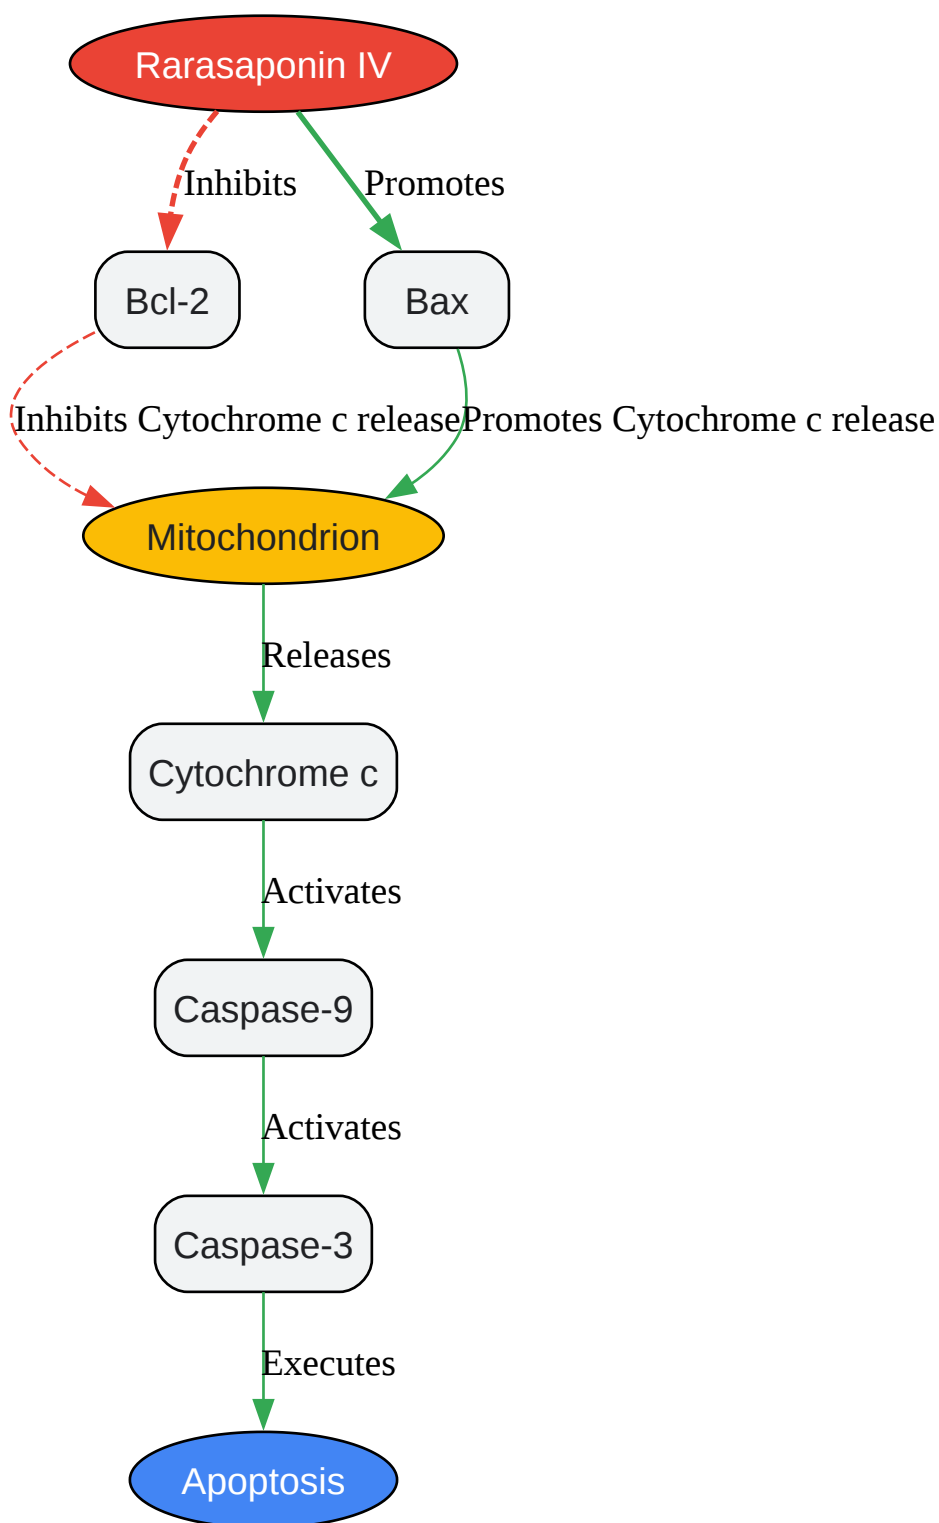 Rarasaponin IV
Inhibits
Promotes
Bcl-2
Bax
Inhibits Cytochrome c release
Promotes Cytochrome c release
Mitochondrion
Releases
Cytochrome c
Activates
Caspase-9
Activates
Caspase-3
Executes
Apoptosis